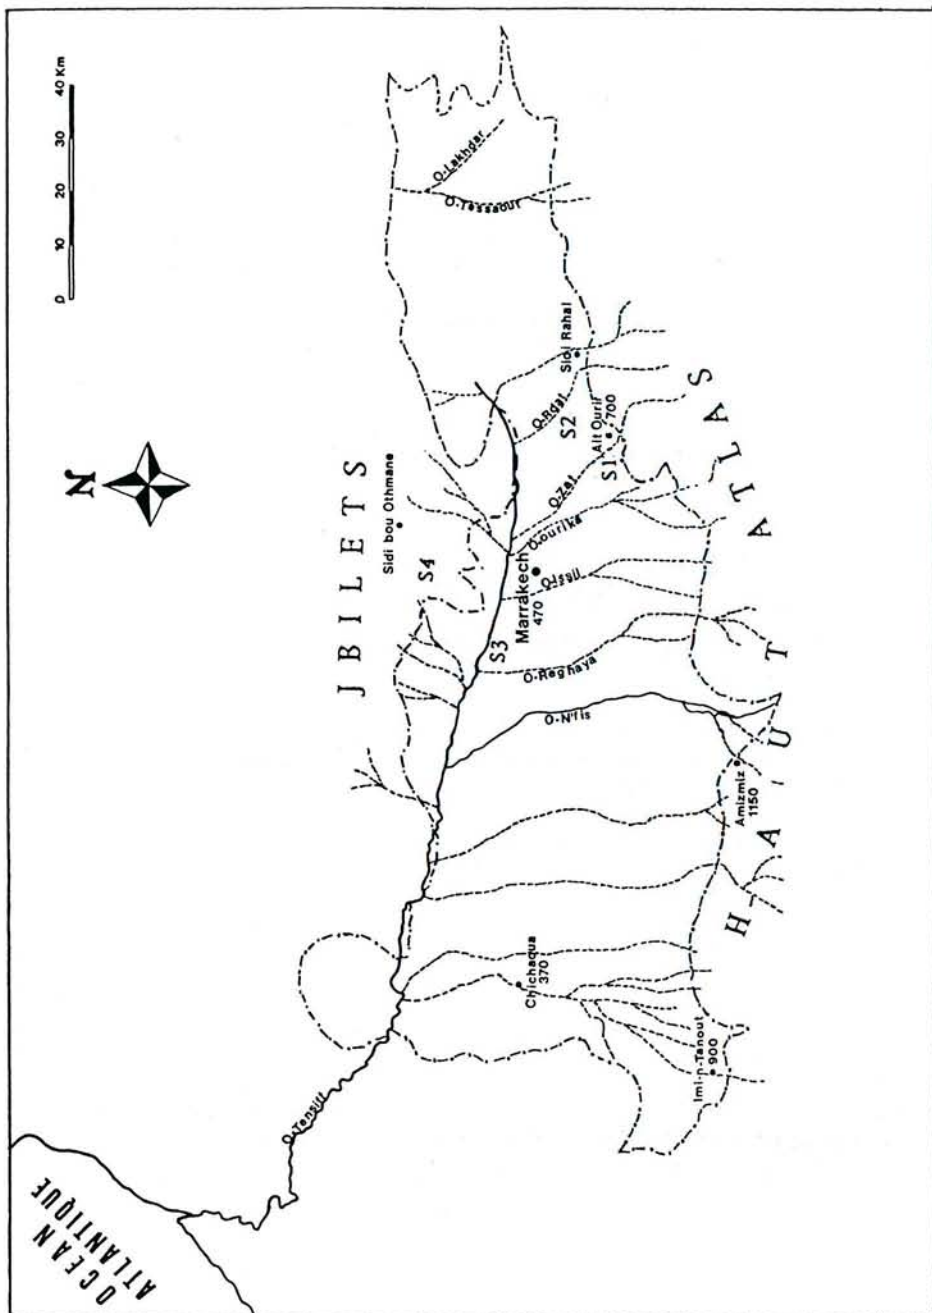 OCEAN
ATLANTIQUE
N
0 10 20 30 40 Km
JBILETS
Sidi bou Othmane
S4
O-Tensift
S3
Marrakech
470
Chichaoua
370
Imi-n-Tanout
900
Amizmiz
1150
O-N'fis
O-Reghaya
O-Issil
O-ourika
O-Zat
S1
Ait Ourir
700
S2
O-Rdat
Sidi Rahal
O-Tessaout
O-Lakhdar
HAUT ATLAS